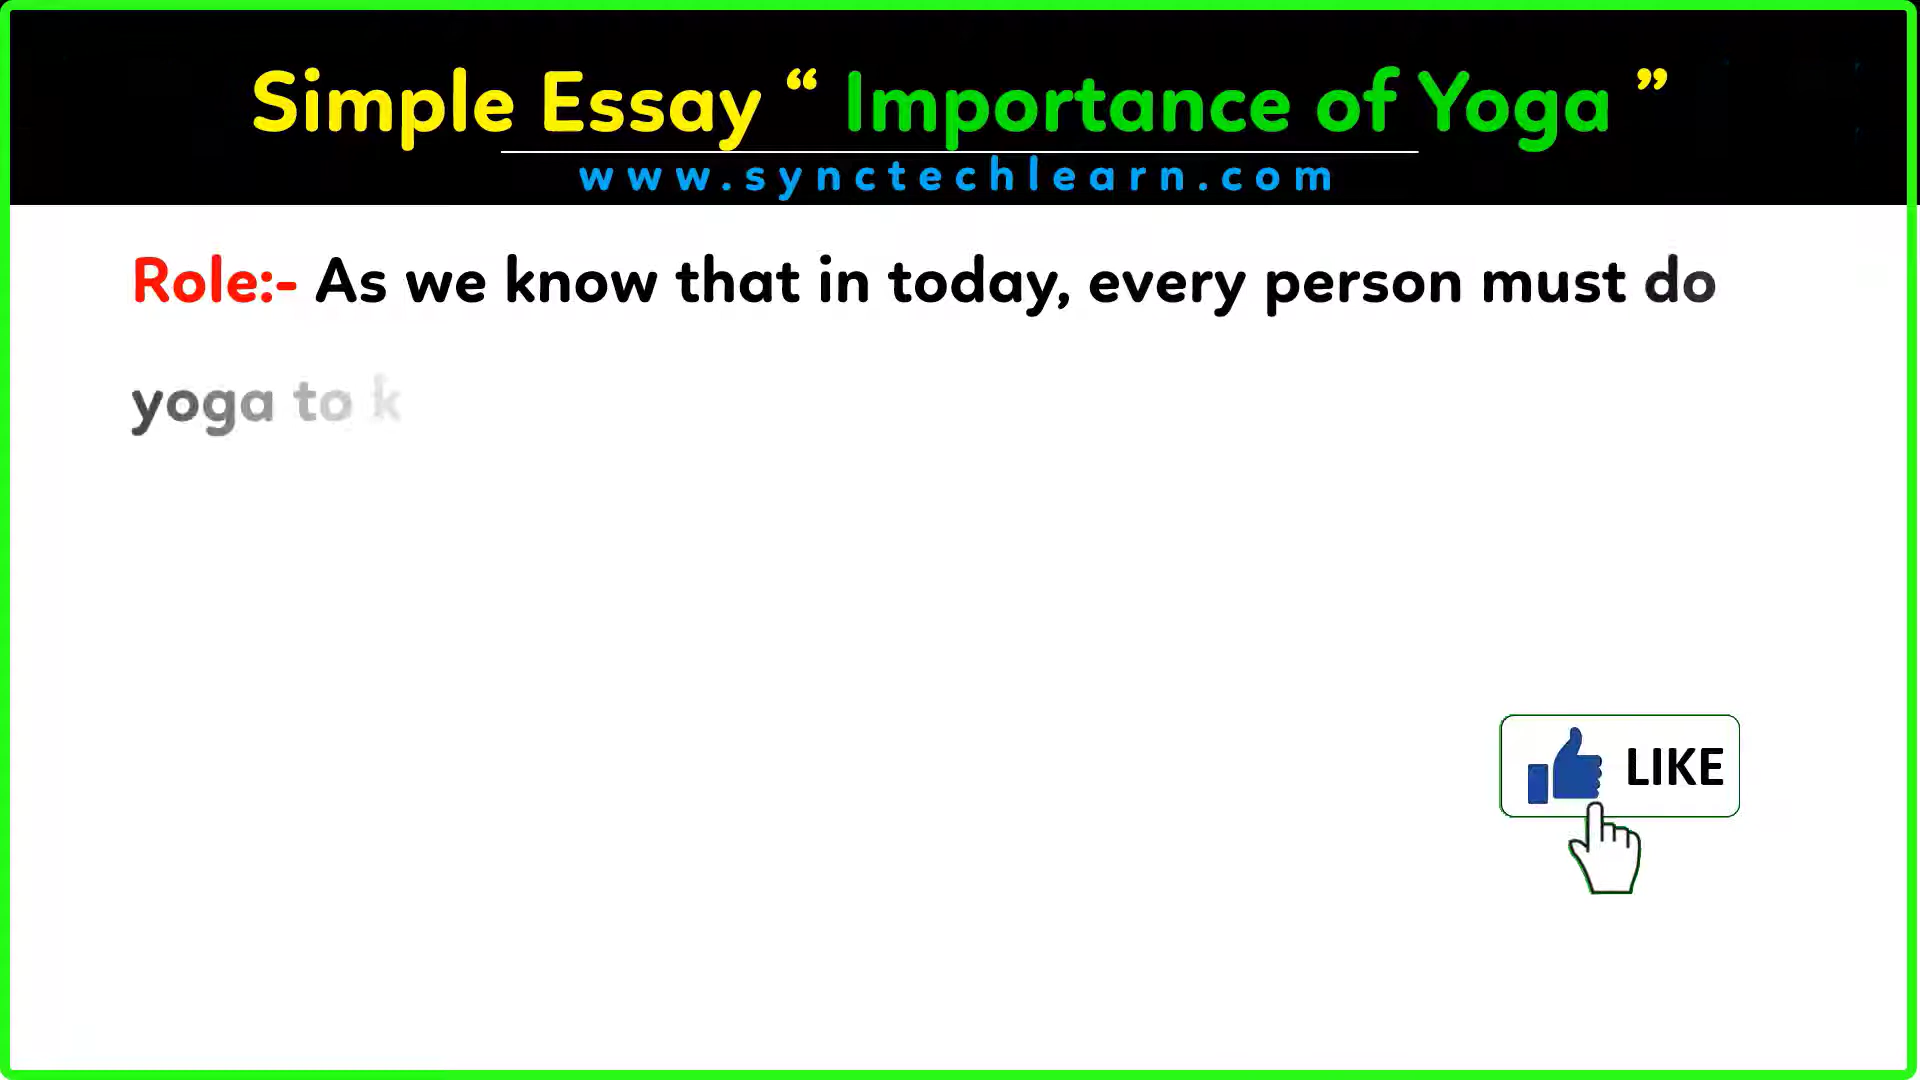 Simple Essay “ Importance of Yoga ”
www.synctechlearn.com
Role:- As we know that in today, every person must do
yoga to k
LIKE